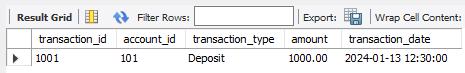 Result Grid Filter Rows: Export: Wrap Cell Content:
transaction_id account_id transaction_type amount transaction_date
1001 101 Deposit 1000.00 2024-01-13 12:30:00